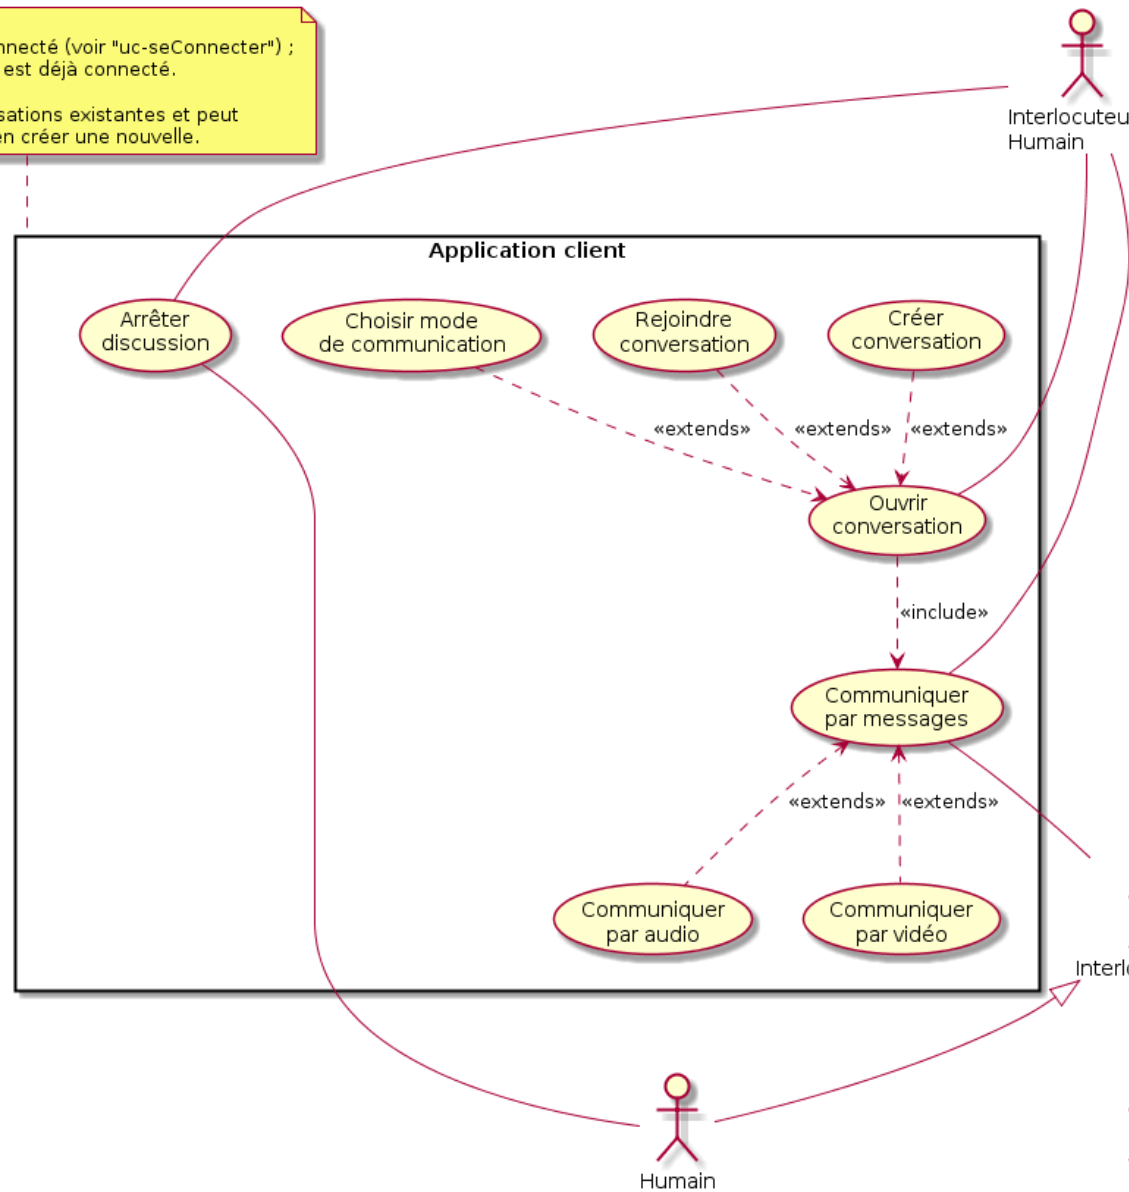 nnecté (voir "uc-seConnecter") ;
est déjà connecté.
sations existantes et peut
en créer une nouvelle.
Interlocuteu
Humain
Application client
Arrêter
discussion
Choisir mode
de communication
Rejoindre
conversation
Créer
conversation
«extends»
«extends»
«extends»
Ouvrir
conversation
«include»
Communiquer
par messages
«extends»
«extends»
Communiquer
par audio
Communiquer
par vidéo
Interl
Humain